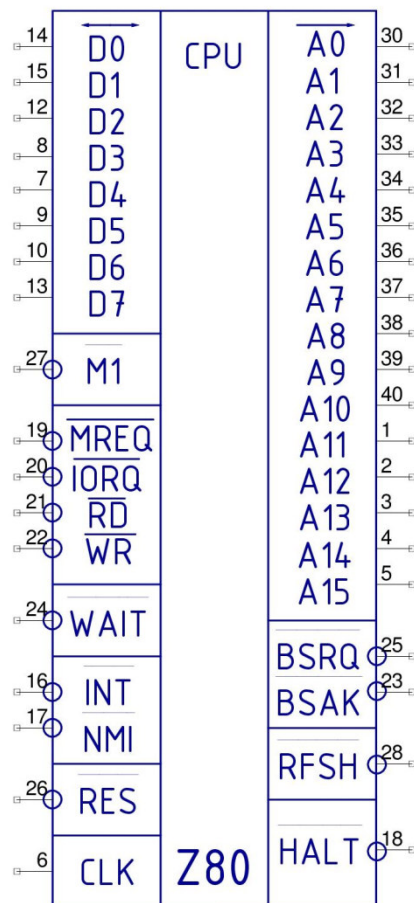 14 D0 CPU A0 30
15 D1 A1 31
12 D2 A2 32
8 D3 A3 33
7 D4 A4 34
9 D5 A5 35
10 D6 A6 36
13 D7 A7 37
A8 38
27 M1 A9 39
A10 40
19 MREQ A11 1
20 IORQ A12 2
21 RD A13 3
22 WR A14 4
A15 5
24 WAIT
BSRQ 25
16 INT BSAK 23
17 NMI
RFSH 28
26 RES
HALT 18
6 CLK Z80